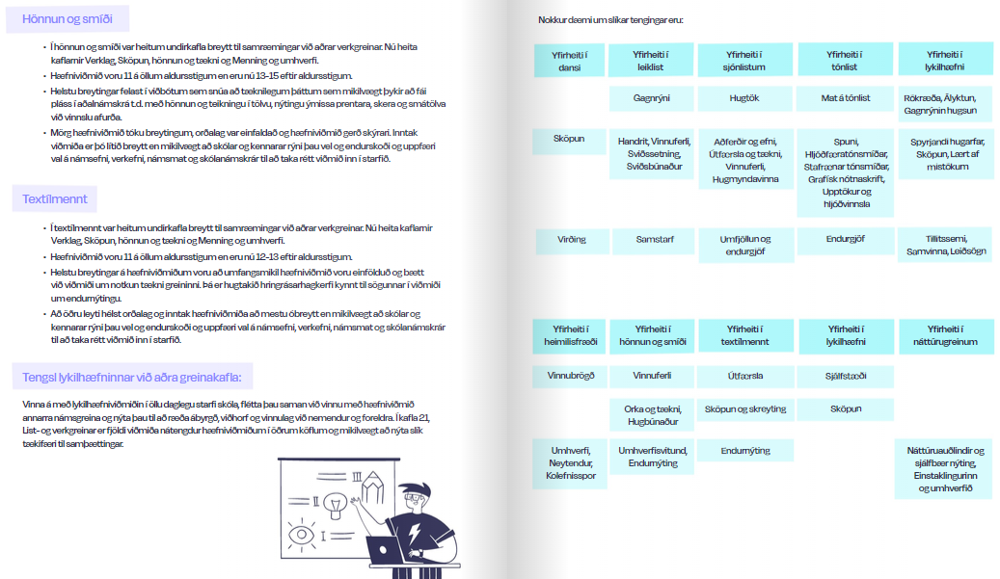 Hönnun og smíði
• Í hönnun og smíði var heitum undirkafla breytt til samræmingar við aðrar verkgreinar. Nú heita
kaflarnir Verklag, Sköpun, hönnun og tækni og Menning og umhverfi.
• Hæfniviðmið voru 11 á öllum aldursstigum en eru nú 13-15 eftir aldursstigum.
• Helstu breytingar felast í viðbótum sem snúa að tæknilegum þáttum sem mikilvægt þykir að fái
pláss í aðalnámskrá t.d. með hönnun og teikningu í tölvu, nýtingu ýmissa prentara, skera og smátölva
við vinnslu afurða.
• Mörg hæfniviðmið tóku breytingum, orðalag var einfaldað og hæfniviðmið gerð skýrari. Inntak
viðmiða er þó lítið breytt en mikilvægt að skólar og kennarar rýni þau vel og endurskoði og uppfæri
val á námsefni, verkefni, námsmat og skólanámskrár til að taka rétt viðmið inn í starfið.
Textílmennt
• Í textílmennt var heitum undirkafla breytt til samræmingar við aðrar verkgreinar. Nú heita kaflarnir
Verklag, Sköpun, hönnun og tækni og Menning og umhverfi.
• Hæfniviðmið voru 11 á öllum aldursstigum en eru nú 12-13 eftir aldursstigum.
• Helstu breytingar á hæfniviðmiðum voru að umfangsmikil hæfniviðmið voru einfölduð og bætt
við viðmiði um notkun tækni greininni. Þá er hugtakið hringrásarhagkerfi kynnt til sögunnar í viðmiði
um endurnýtingu.
• Að öðru leyti hélst orðalag og inntak hæfniviðmiða að mestu óbreytt en mikilvægt að skólar og
kennarar rýni þau vel og endurskoði og uppfæri val á námsefni, verkefni, námsmat og skólanámskrár
til að taka rétt viðmið inn í starfið.
Tengsl lykilhæfninnar við aðra greinakafla:
Vinna á með lykilhæfniviðmiðin í öllu daglegu starfi skóla, flétta þau saman við vinnu með hæfniviðmið
annarra námsgreina og nýta þau til að ræða ábyrgð, viðhorf og vinnulag við nemendur og foreldra. Í kafla 21,
List- og verkgreinar er fjöldi viðmiða nátengdur hæfniviðmiðum í öðrum köflum og mikilvægt að nýta slík
tækifæri til samþættingar.
III
II
I
Nokkur dæmi um slíkar tengingar eru:
Yfirheiti í
dansi
Yfirheiti í
leiklist
Yfirheiti í
sjónlistum
Yfirheiti í
tónlist
Yfirheiti í
lykilhæfni
Gagnrýni
Hugtök
Mat á tónlist
Rökræða, Ályktun,
Gagnrýnin hugsun
Sköpun
Handrit, Vinnuferli,
Sviðssetning,
Sviðsbúnaður
Aðferðir og efni,
Útfærsla og tækni,
Vinnuferli,
Hugmyndavinna
Spuni,
Hljóðfæratónsmíðar,
Stafrænar tónsmíðar,
Grafísk nótnaskrift,
Upptökur og
hljóðvinnsla
Spyrjandi hugarfar,
Sköpun, Lært af
mistökum
Virðing
Samstarf
Umfjöllun og
endurgjöf
Endurgjöf
Tillitssemi,
Samvinna, Leiðsögn
Yfirheiti í
heimilisfræði
Yfirheiti í
hönnun og smíði
Yfirheiti í
textílmennt
Yfirheiti í
lykilhæfni
Yfirheiti í
náttúrugreinum
Vinnubrögð
Vinnuferli
Útfærsla
Sjálfstæði
Orka og tækni,
Hugbúnaður
Sköpun og skreyting
Sköpun
Umhverfi,
Neytendur,
Kolefnisspor
Umhverfisvitund,
Endurnýting
Endurnýting
Náttúruauðlindir og
sjálfbær nýting,
Einstaklingurinn
og umhverfið